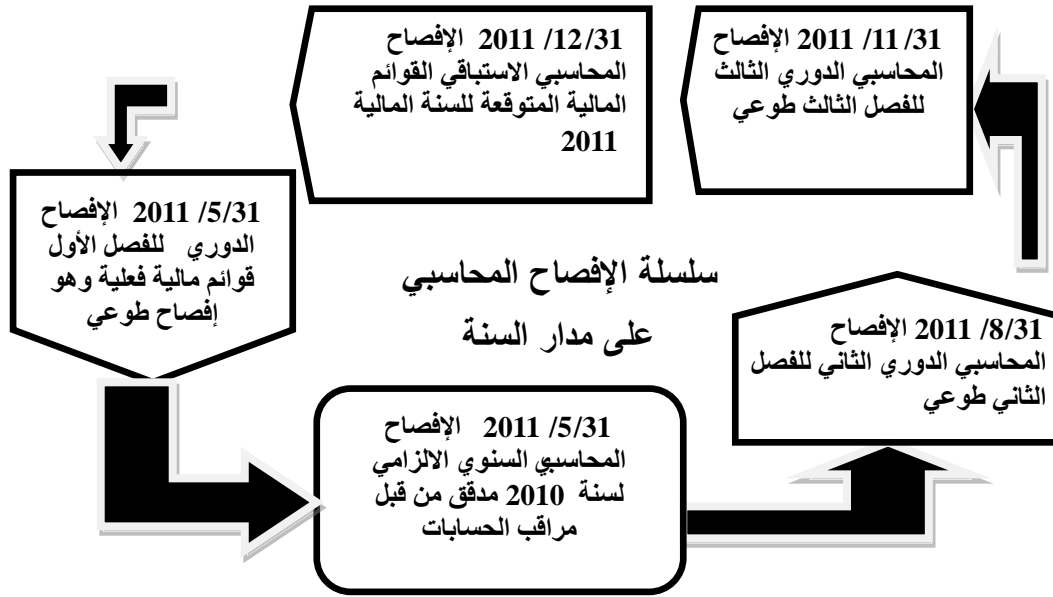 31/11/ 2011 الإفصاح
المحاسبي الدوري الثالث
للفصل الثالث طوعي
31/12/ 2011 الإفصاح
المحاسبي الاستباقي القوائم
المالية المتوقعة للسنة المالية
2011
31/5/ 2011 الإفصاح
الدوري للفصل الأول
قوائم مالية فعلية وهو
إفصاح طوعي
سلسلة الإفصاح المحاسبي
على مدار السنة
31/8/ 2011 الإفصاح
المحاسبي الدوري الثاني للفصل
الثاني طوعي
31/5/ 2011 الإفصاح
المحاسبي السنوي الالزامي
لسنة 2010 مدقق من قبل
مراقب الحسابات